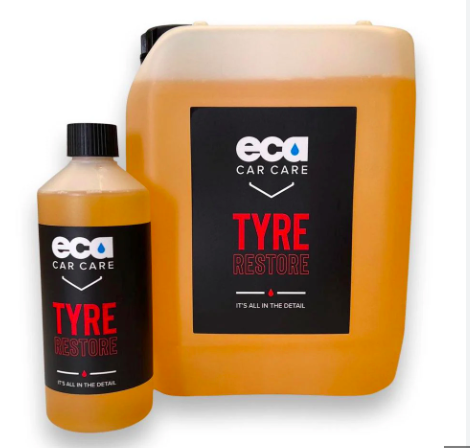 eca
CAR CARE
TYRE
RESTORE
IT'S ALL IN THE DETAIL
eca
CAR CARE
TYRE
RESTORE
IT'S ALL IN THE DETAIL